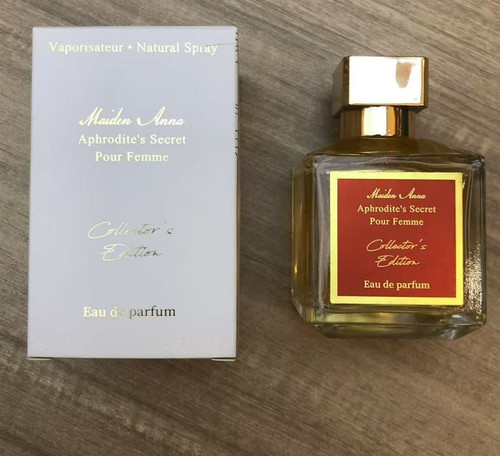 Vaporisateur • Natural Spray
Maiden Anna
Aphrodite's Secret
Pour Femme
Collector's
Edition
Eau de parfum
Maiden Anna
Aphrodite's Secret
Pour Femme
Collector's
Edition
Eau de parfum